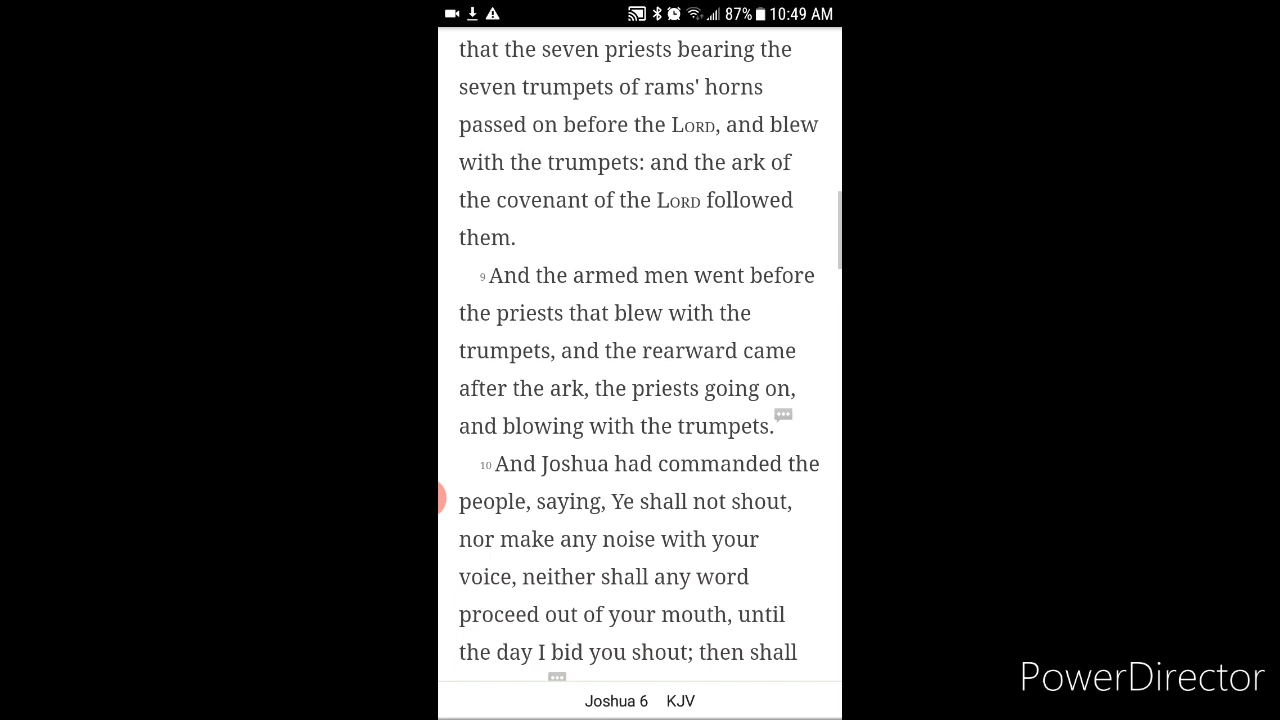 87% 10:49 AM
that the seven priests bearing the
seven trumpets of rams' horns
passed on before the LORD, and blew
with the trumpets: and the ark of
the covenant of the LORD followed
them.
9 And the armed men went before
the priests that blew with the
trumpets, and the rearward came
after the ark, the priests going on,
and blowing with the trumpets.
10 And Joshua had commanded the
people, saying, Ye shall not shout,
nor make any noise with your
voice, neither shall any word
proceed out of your mouth, until
the day I bid you shout; then shall
Joshua 6 KJV
PowerDirector